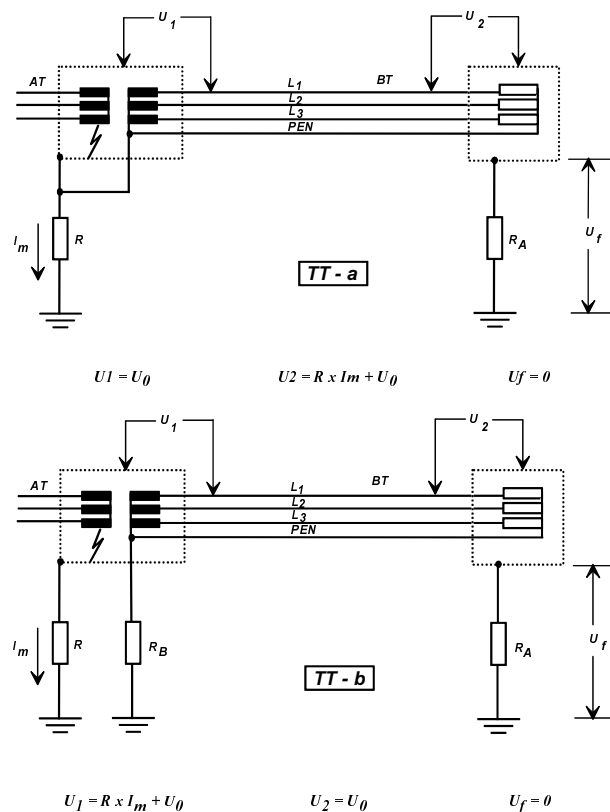 U1 U2
AT L1 BT
L2
L3
PEN
Im R RA Uf
TT - a
U1 = U0 U2 = R x Im + U0 Uf = 0
U1 U2
AT L1 BT
L2
L3
PEN
Im R RB RA Uf
TT - b
U1 = R x Im + U0 U2 = U0 Uf = 0